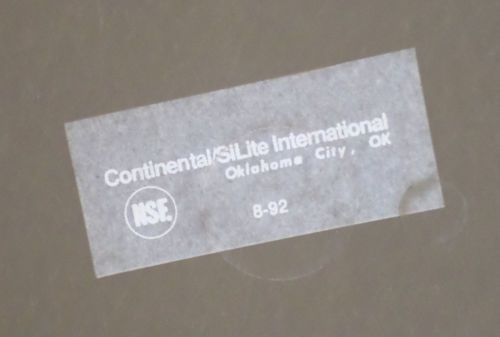 Continental/SiLite International
Oklahoma City, OK
NSF.
8-92